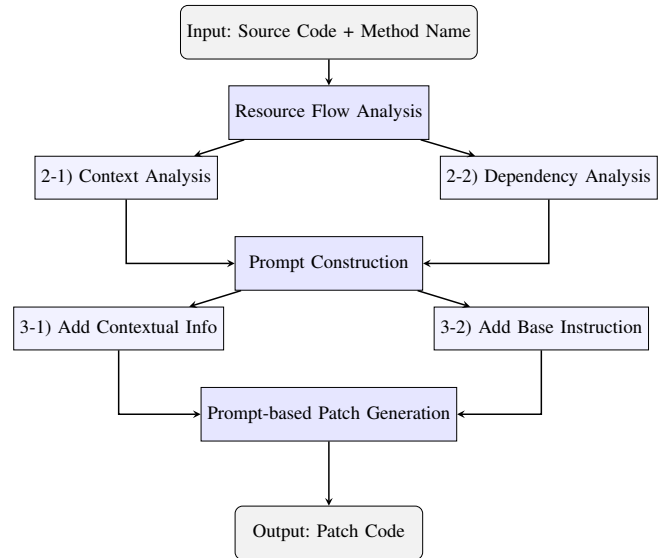 Input: Source Code + Method Name
Resource Flow Analysis
2-1) Context Analysis
2-2) Dependency Analysis
Prompt Construction
3-1) Add Contextual Info
3-2) Add Base Instruction
Prompt-based Patch Generation
Output: Patch Code